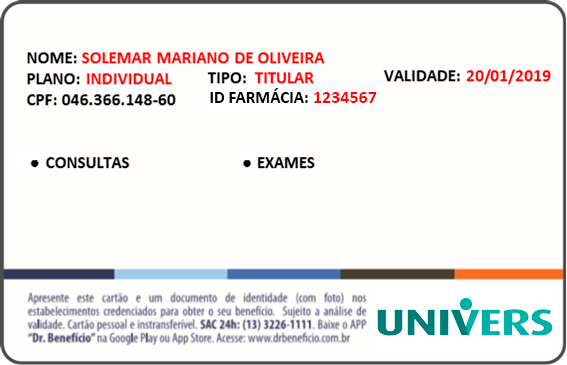 NOME: SOLEMAR MARIANO DE OLIVEIRA
PLANO: INDIVIDUAL TIPO: TITULAR VALIDADE: 20/01/2019
CPF: 046.366.148-60 ID FARMÁCIA: 1234567
• CONSULTAS • EXAMES
Apresente este cartão e um documento de identidade (com foto) nos
estabelecimentos credenciados para obter o seu benefício. Sujeito a análise de
validade. Cartão pessoal e instransferível. SAC 24h: (13) 3226-1111. Baixe o APP
"Dr. Benefício" na Google Play ou App Store. Acesse: www.drbeneficio.com.br
UNIVERS